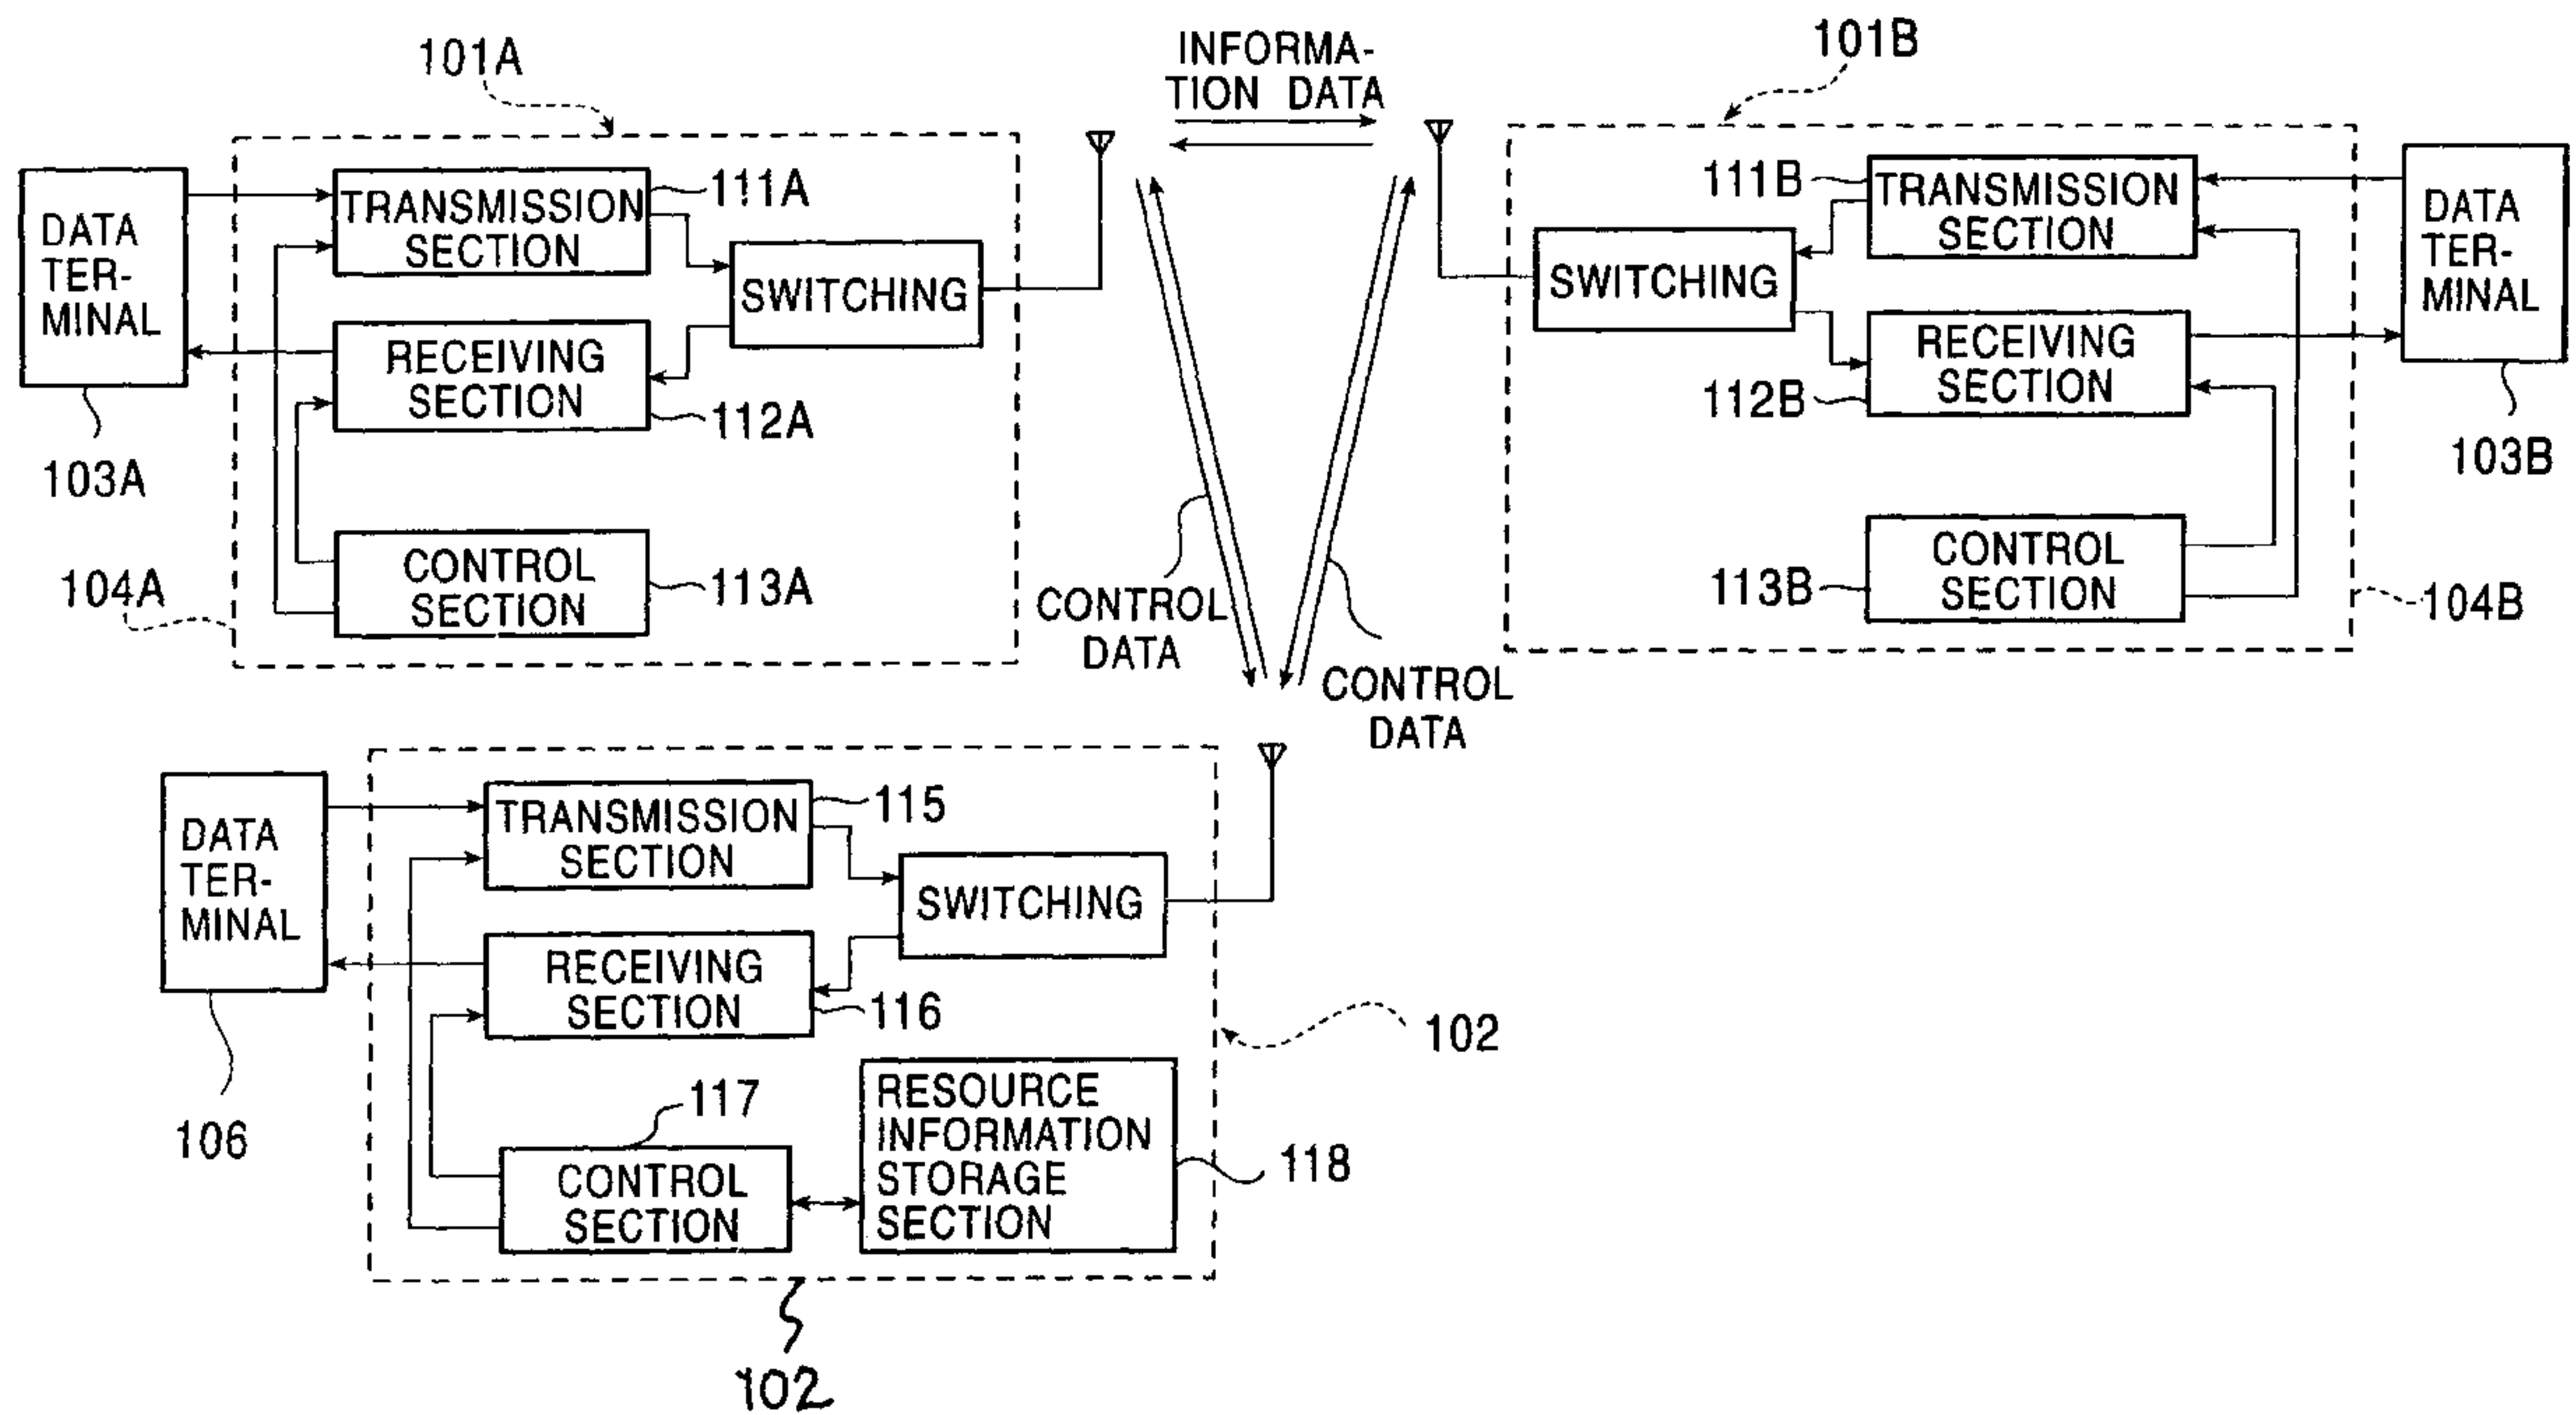 101A
INFORMA-
TION DATA
101B
DATA
TER-
MINAL
103A
TRANSMISSION
SECTION
111A
SWITCHING
RECEIVING
SECTION
112A
CONTROL
SECTION
113A
104A
CONTROL
DATA
CONTROL
DATA
111B
TRANSMISSION
SECTION
SWITCHING
RECEIVING
SECTION
112B
CONTROL
SECTION
113B
104B
DATA
TER-
MINAL
103B
DATA
TER-
MINAL
106
TRANSMISSION
SECTION
115
SWITCHING
RECEIVING
SECTION
116
102
117
CONTROL
SECTION
RESOURCE
INFORMATION
STORAGE
SECTION
118
102